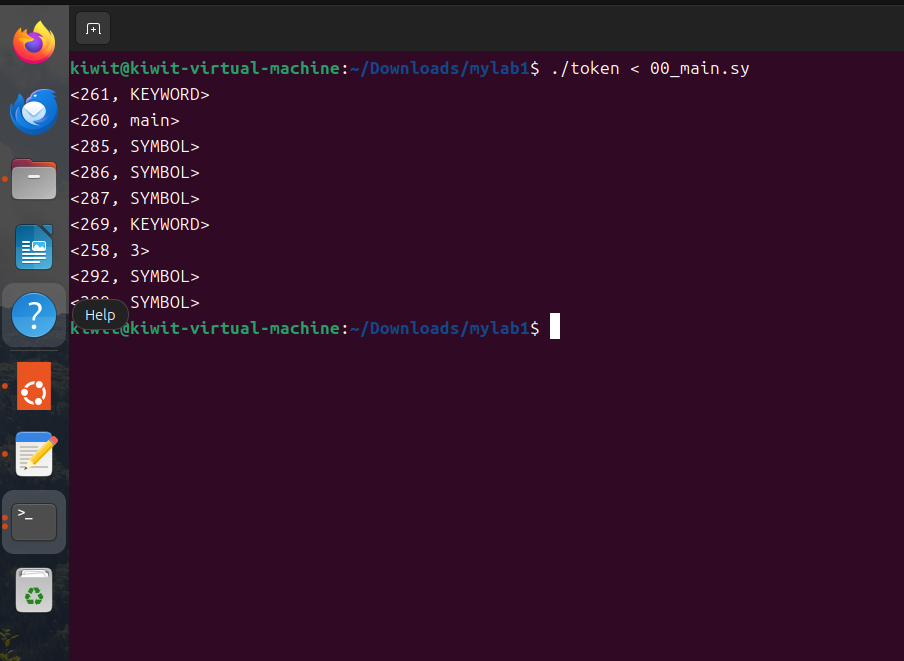 kiwit@kiwit-virtual-machine:~/Downloads/mylab1$ ./token < 00_main.sy
<261, KEYWORD>
<260, main>
<285, SYMBOL>
<286, SYMBOL>
<287, SYMBOL>
<269, KEYWORD>
<258, 3>
<292, SYMBOL>
SYMBOL>
Help
kiwit@kiwit-virtual-machine:~/Downloads/mylab1$